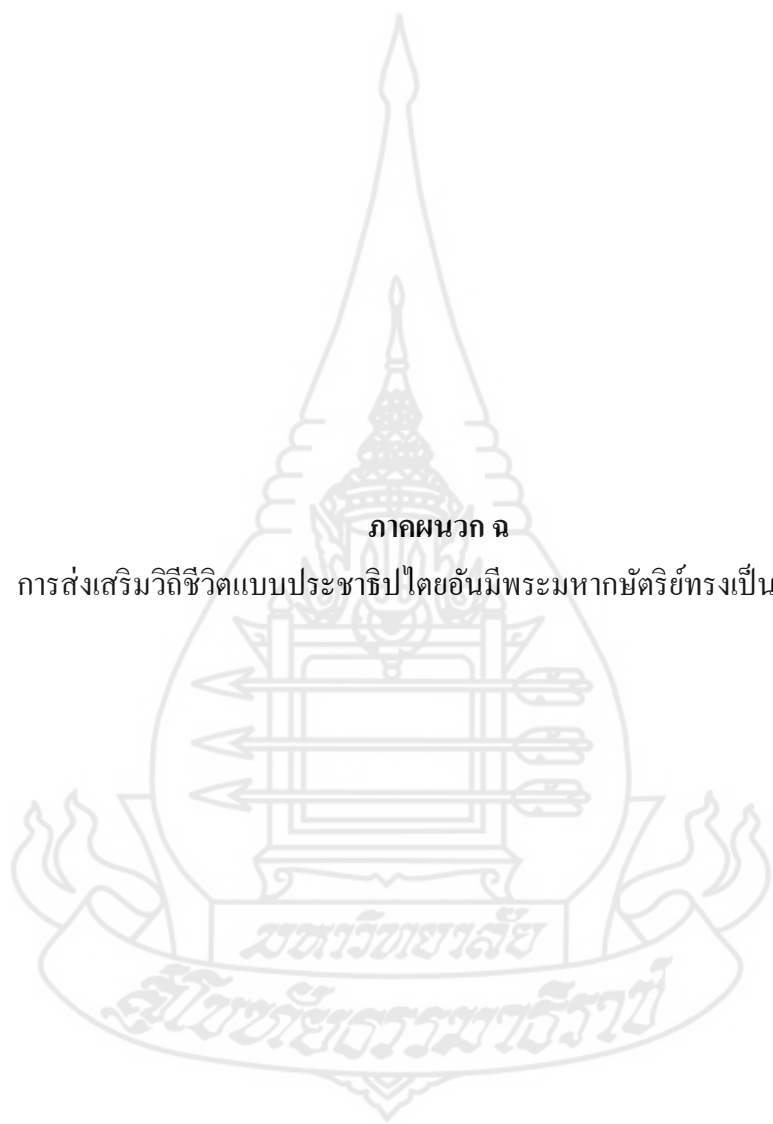 ภาคผนวก ฉ
การส่งเสริมวิถีชีวิตแบบประชาธิปไตยอันมีพระมหากษัตริย์ทรงเป็น
มหาวิทยาลัย
สุโขทัยธรรมาธิราช